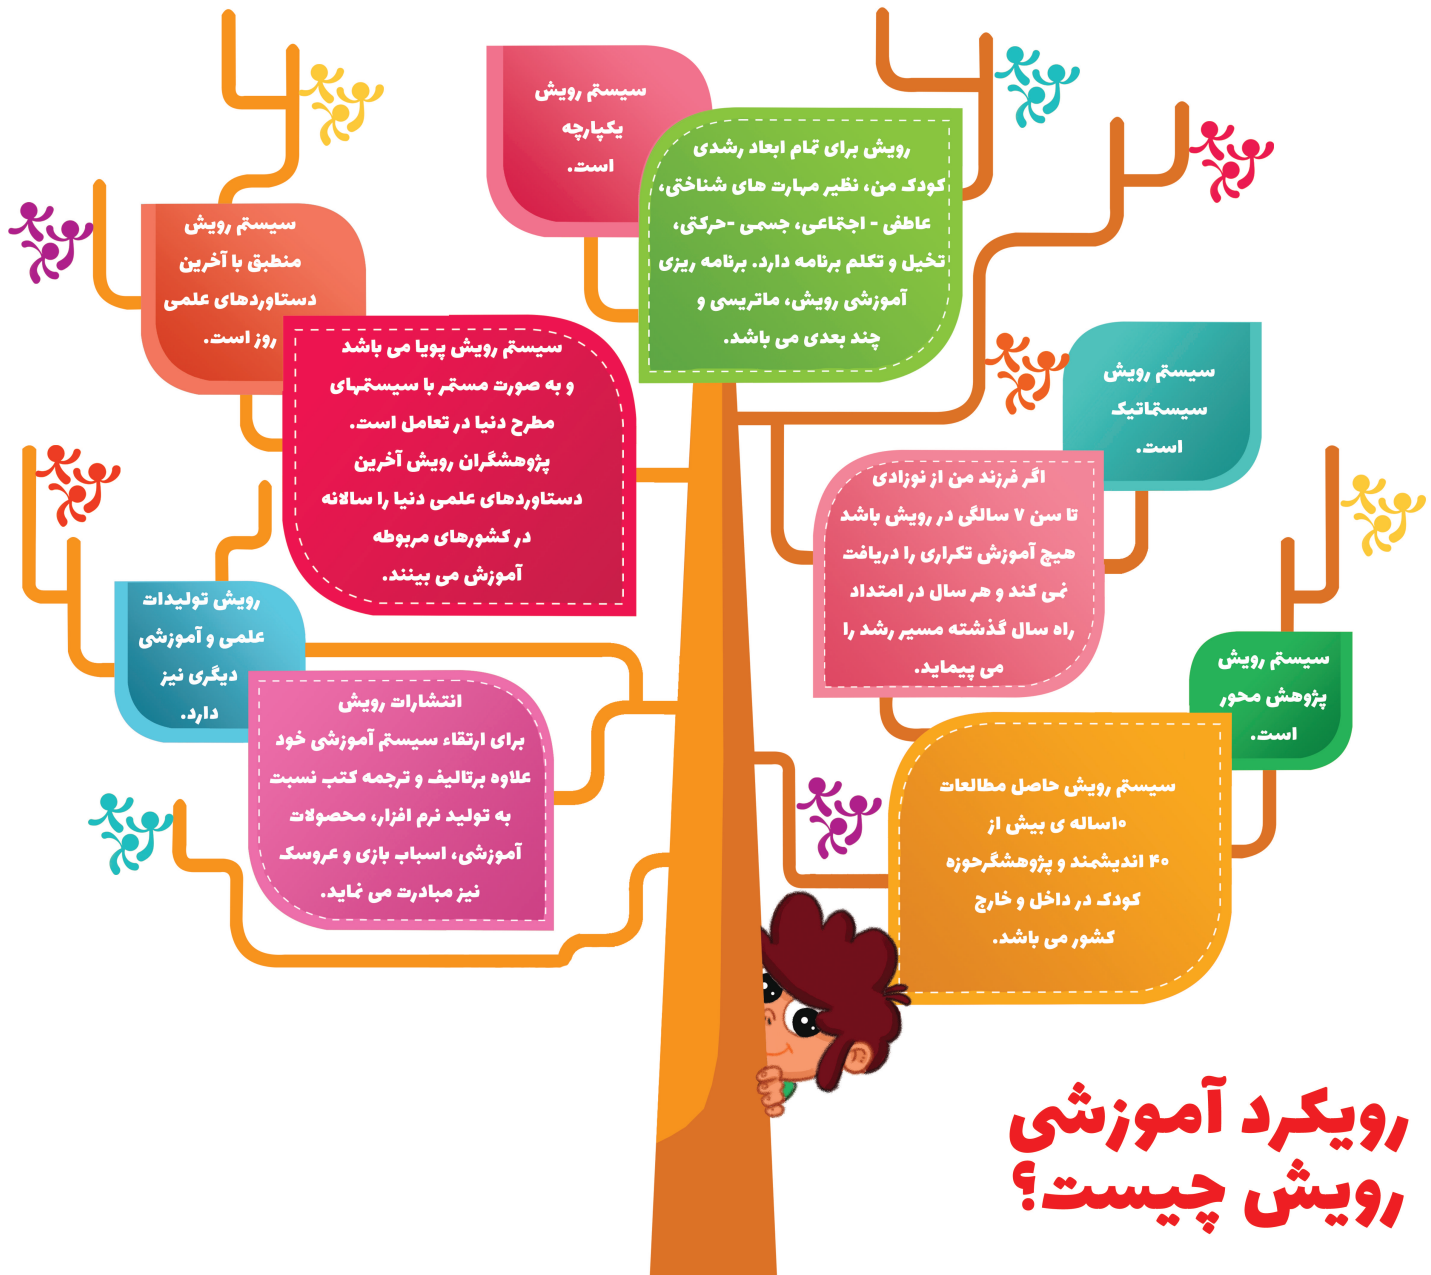 سیستم رویش
یکپارچه
است.
رویش برای تمام ابعاد رشدی
کودک من، نظیر مهارت های شناختی،
عاطفی - اجتماعی، جسمی -حرکتی،
تخیل و تکلم برنامه دارد. برنامه ریزی
آموزشی رویش، ماتریسی و
چند بعدی می باشد.
سیستم رویش
سیستماتیک
است.
اگر فرزند من از نوزادی
تا سن ۷ سالگی در رویش باشد
هیچ آموزش تکراری را دریافت
نمی کند و هر سال در امتداد
راه سال گذشته مسیر رشد را
می پیماید.
سیستم رویش
پژوهش محور
است.
سیستم رویش حاصل مطالعات
۱۰ساله ی بیش از
۴۰ اندیشمند و پژوهشگرحوزه
کودک در داخل و خارج
کشور می باشد.
سیستم رویش
منطبق با آخرین
دستاوردهای علمی
روز است.
سیستم رویش پویا می باشد
و به صورت مستمر با سیستمهای
مطرح دنیا در تعامل است.
پژوهشگران رویش آخرین
دستاوردهای علمی دنیا را سالانه
در کشورهای مربوطه
آموزش می بینند.
رویش تولیدات
علمی و آموزشی
دیگری نیز
دارد.
انتشارات رویش
برای ارتقاء سیستم آموزشی خود
علاوه برتالیف و ترجمه کتب نسبت
به تولید نرم افزار، محصولات
آموزشی، اسباب بازی و عروسک
نیز مبادرت می نماید.
رویکرد آموزشی
رویش چیست؟